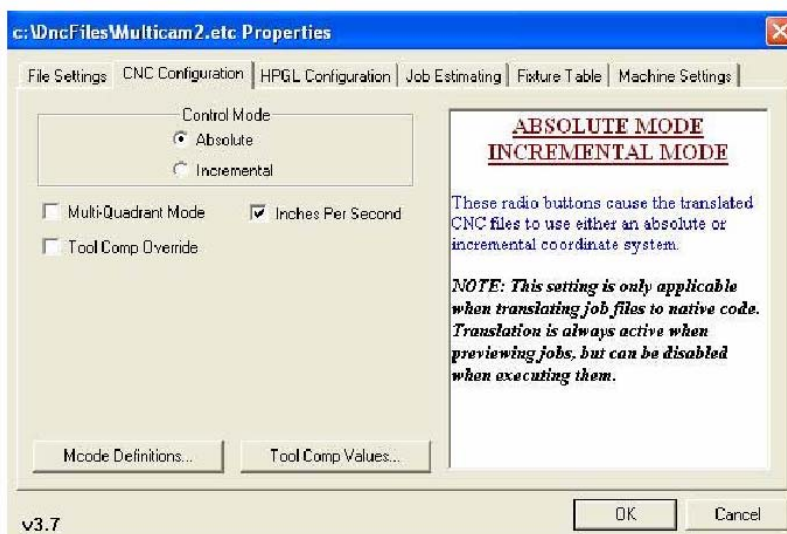 c:\DncFiles\Multicam2.etc Properties
File Settings CNC Configuration HPGL Configuration Job Estimating Fixture Table Machine Settings
Control Mode
Absolute
Incremental
Multi-Quadrant Mode Inches Per Second
Tool Comp Override
Mcode Definitions... Tool Comp Values...
ABSOLUTE MODE
INCREMENTAL MODE
These radio buttons cause the translated
CNC files to use either an absolute or
incremental coordinate system.
NOTE: This setting is only applicable
when translating job files to native code.
Translation is always active when
previewing jobs, but can be disabled
when executing them.
v3.7
OK Cancel